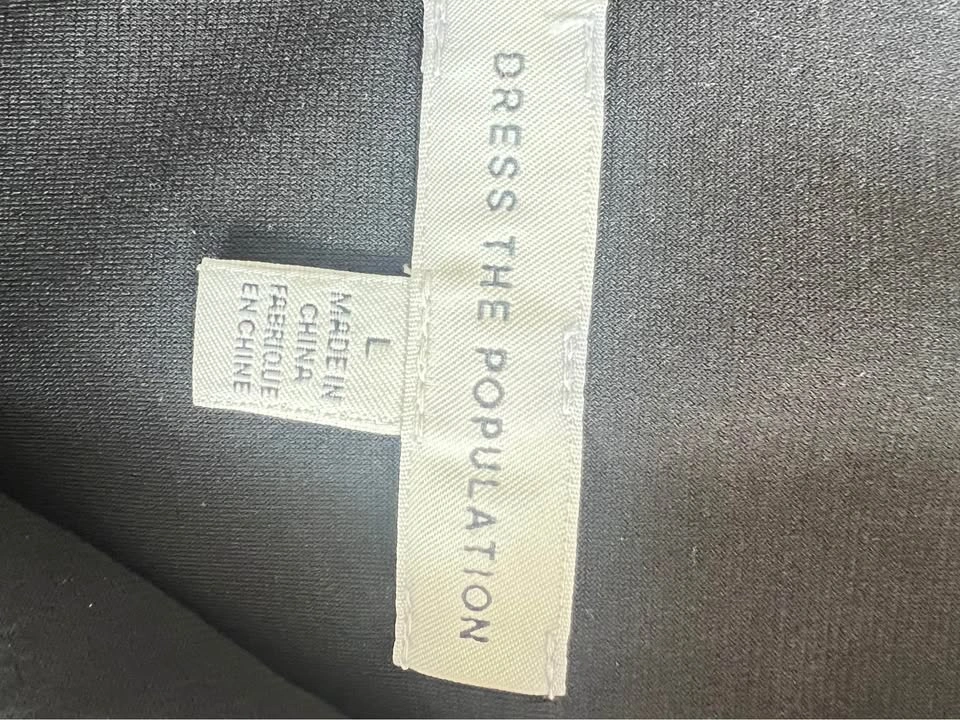 DRESS THE POPULATION
L
MADE IN
CHINA
FABRIQUE
EN CHINE